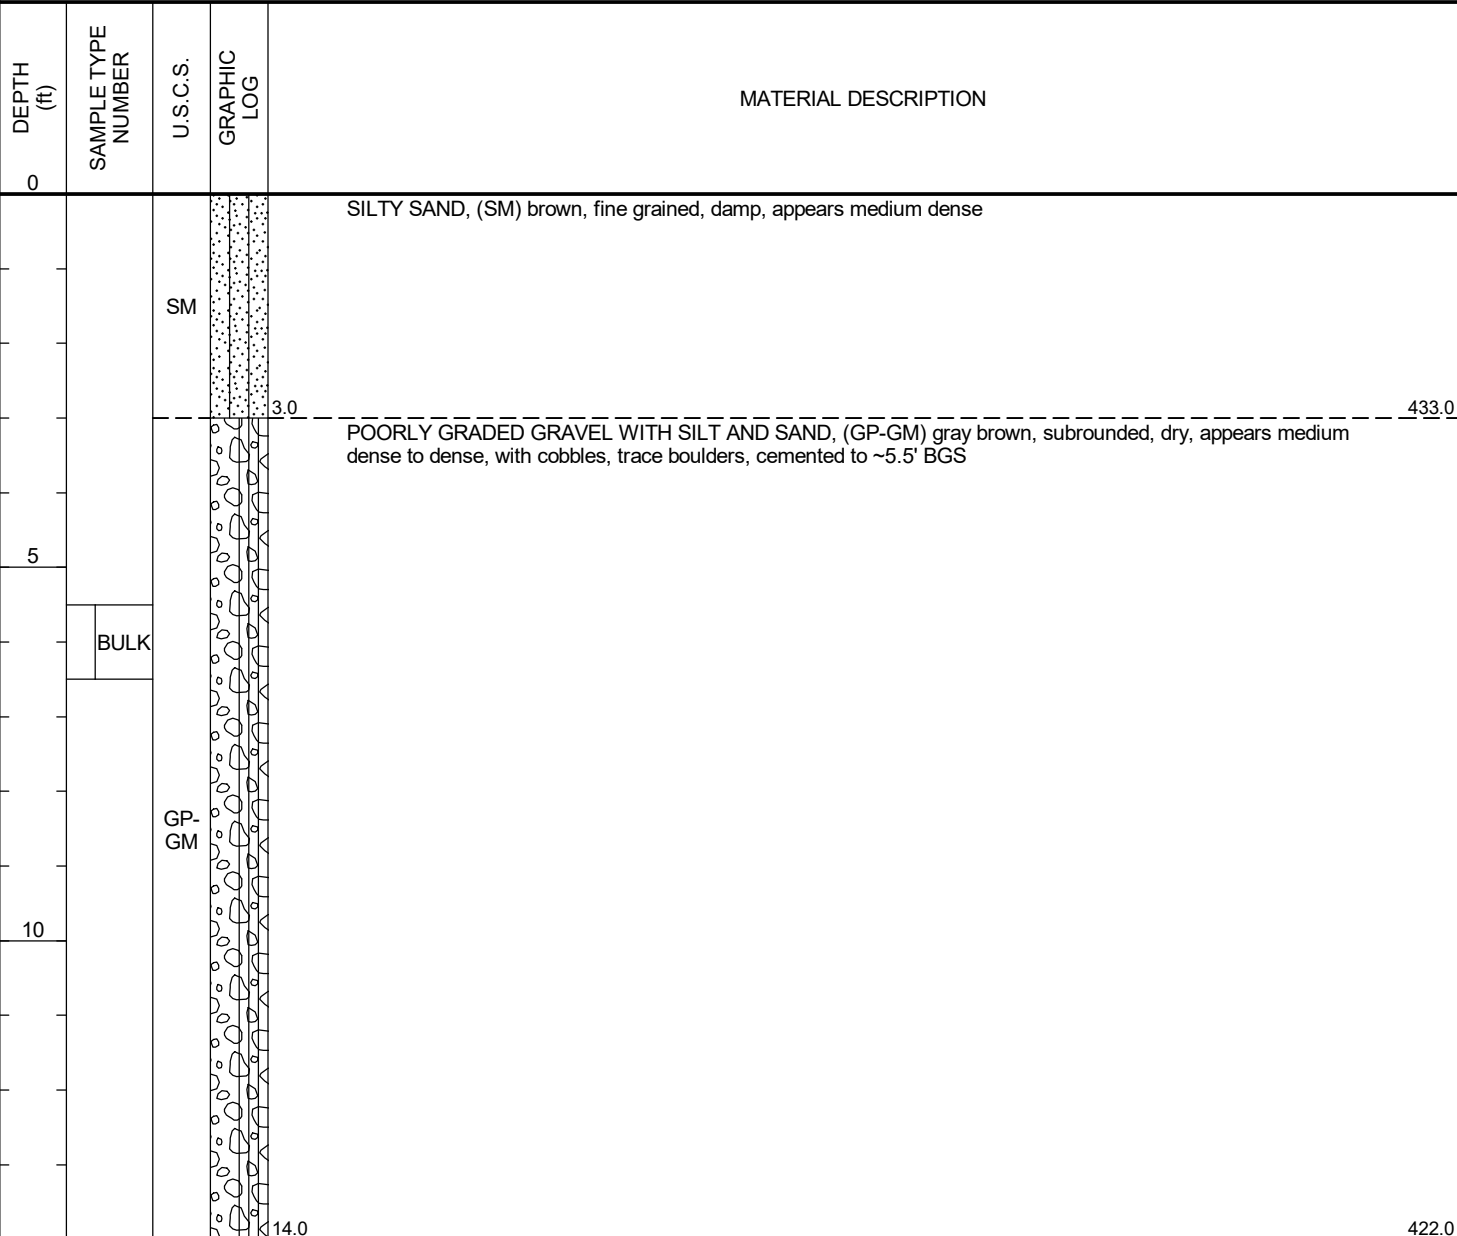 DEPTH
(ft)
SAMPLE TYPE
NUMBER
U.S.C.S.
GRAPHIC
LOG
MATERIAL DESCRIPTION
0
SILTY SAND, (SM) brown, fine grained, damp, appears medium dense
SM
3.0
433.0
POORLY GRADED GRAVEL WITH SILT AND SAND, (GP-GM) gray brown, subrounded, dry, appears medium
dense to dense, with cobbles, trace boulders, cemented to ~5.5' BGS
5
BULK
GP-
GM
10
14.0
422.0